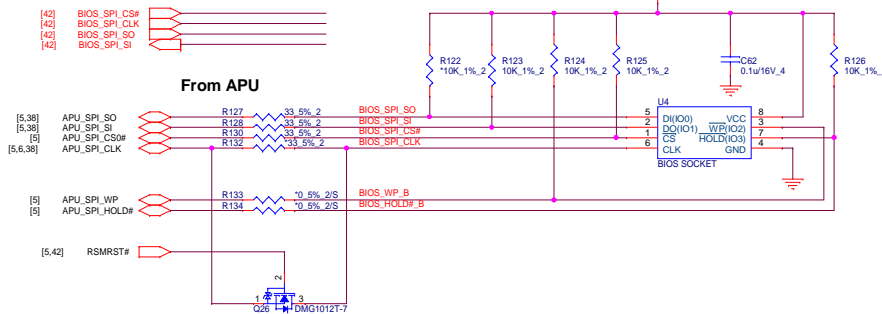 [42] BIOS_SPI_CS#
[42] BIOS_SPI_CLK
[42] BIOS_SPI_SO
[42] BIOS_SPI_SI
R122
*10K_1%_2
R123
10K_1%_2
R124
10K_1%_2
R125
10K_1%_2
C62
0.1u/16V_4
R126
10K_1%_
From APU
U4
[5,38] APU_SPI_SO R127 33_5%_2 BIOS_SPI_SO 5 DI(IO0) VCC 8
[5,38] APU_SPI_SI R128 33_5%_2 BIOS_SPI_SI 2 DO(IO1) WP(IO2) 3
[5] APU_SPI_CS0# R130 33_5%_2 BIOS_SPI_CS# 1 CS HOLD(IO3) 7
[5,6,38] APU_SPI_CLK R132 *33_5%_2 BIOS_SPI_CLK 6 CLK GND 4
BIOS SOCKET
[5] APU_SPI_WP R133 *0_5%_2/S BIOS_WP_B
[5] APU_SPI_HOLD# R134 *0_5%_2/S BIOS_HOLD#_B
[5,42] RSMRST#
2
1 3
Q26 DMG1012T-7